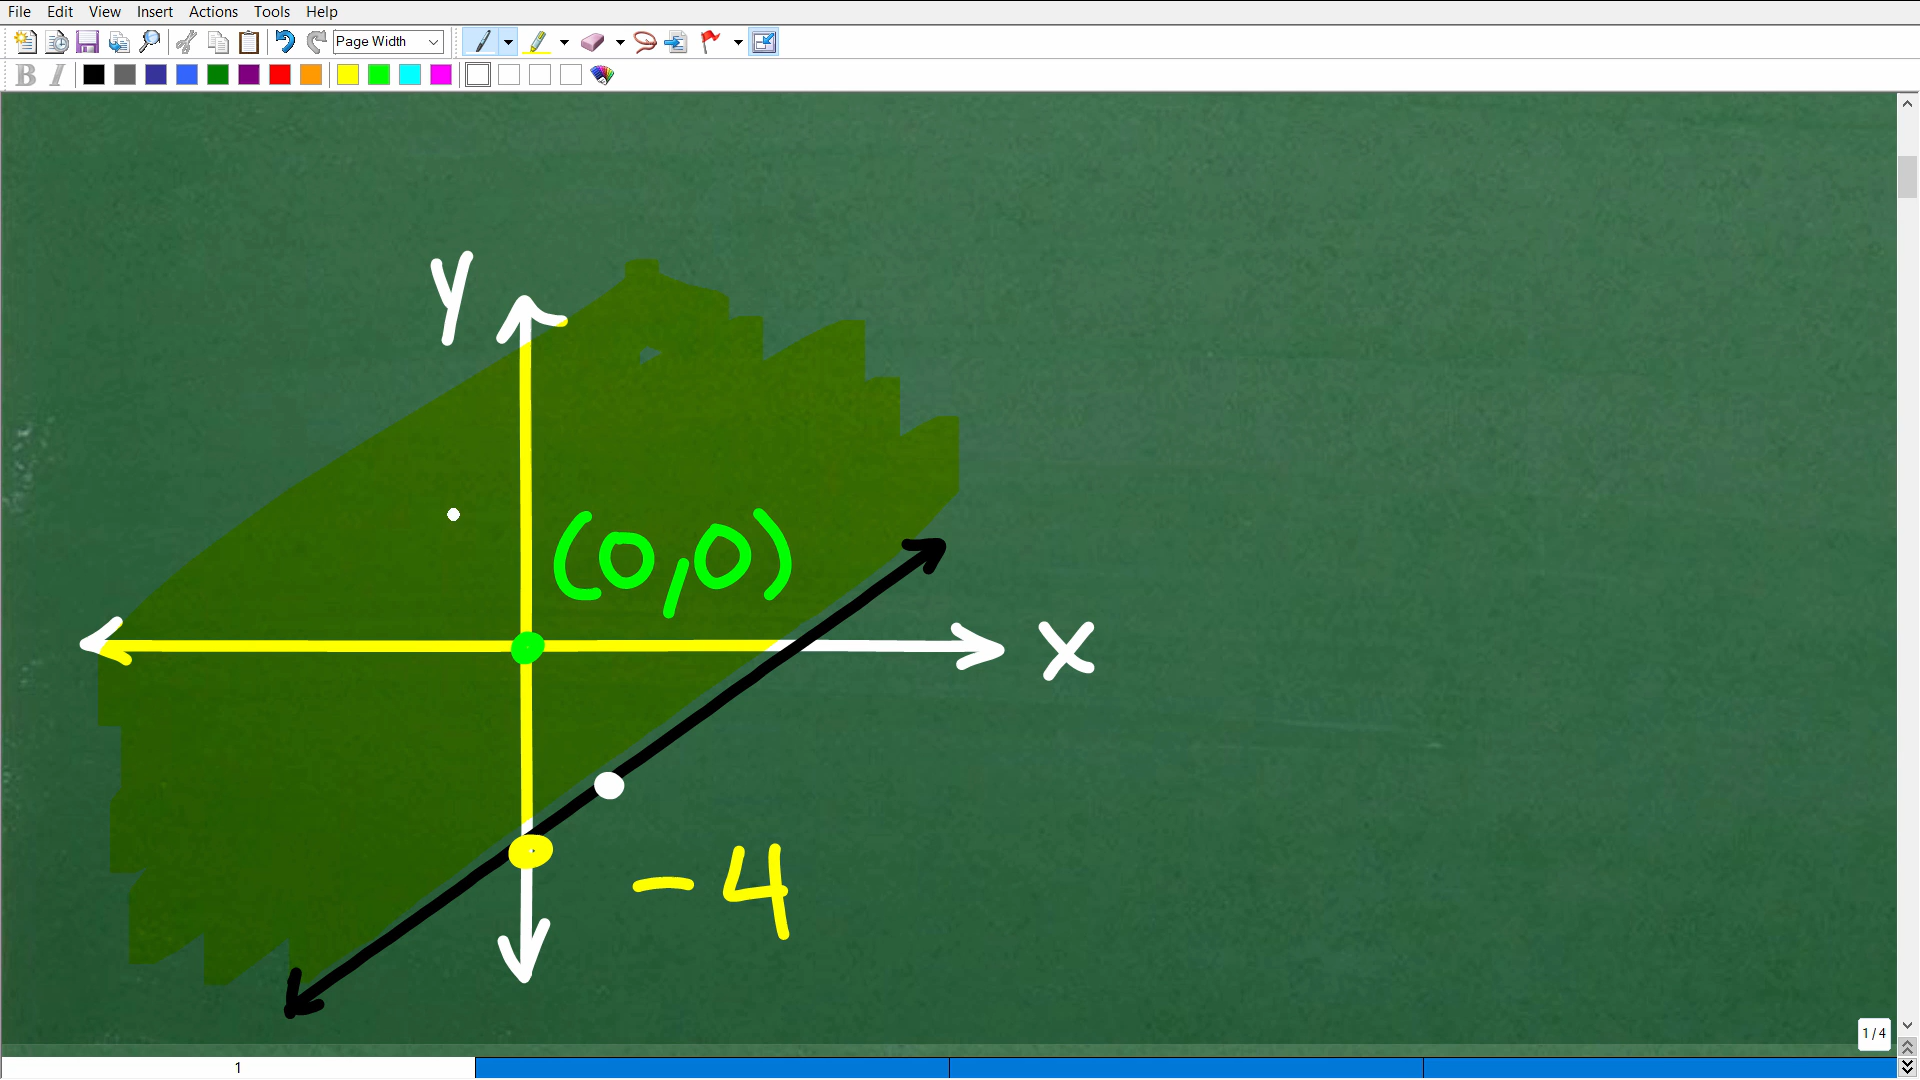 File Edit View Insert Actions Tools Help
Page Width
B I
y
(0,0)
x
-4
1 / 4
1